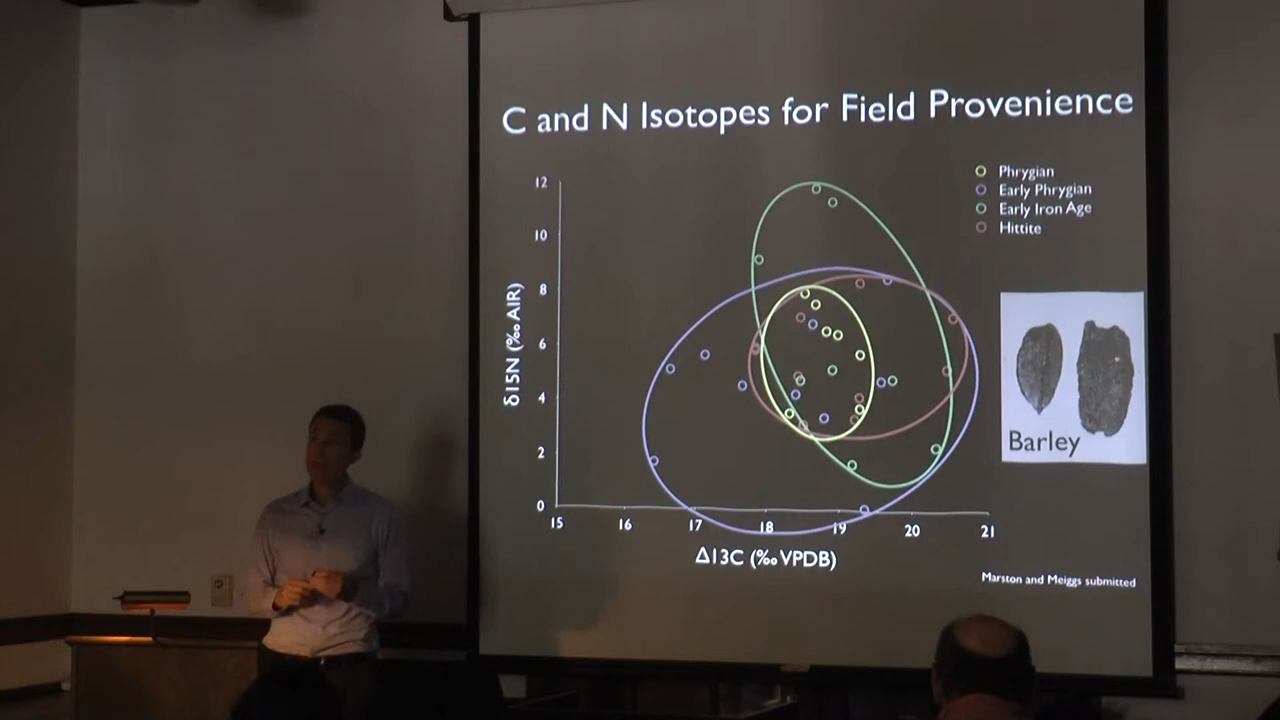 C and N Isotopes for Field Provenience
Phrygian
Early Phrygian
Early Iron Age
Hittite
12
10
8
6
4
2
0
δ15N (‰ AIR)
15 16 17 18 19 20 21
Δ13C (‰ VPDB)
Barley
Marston and Meiggs submitted